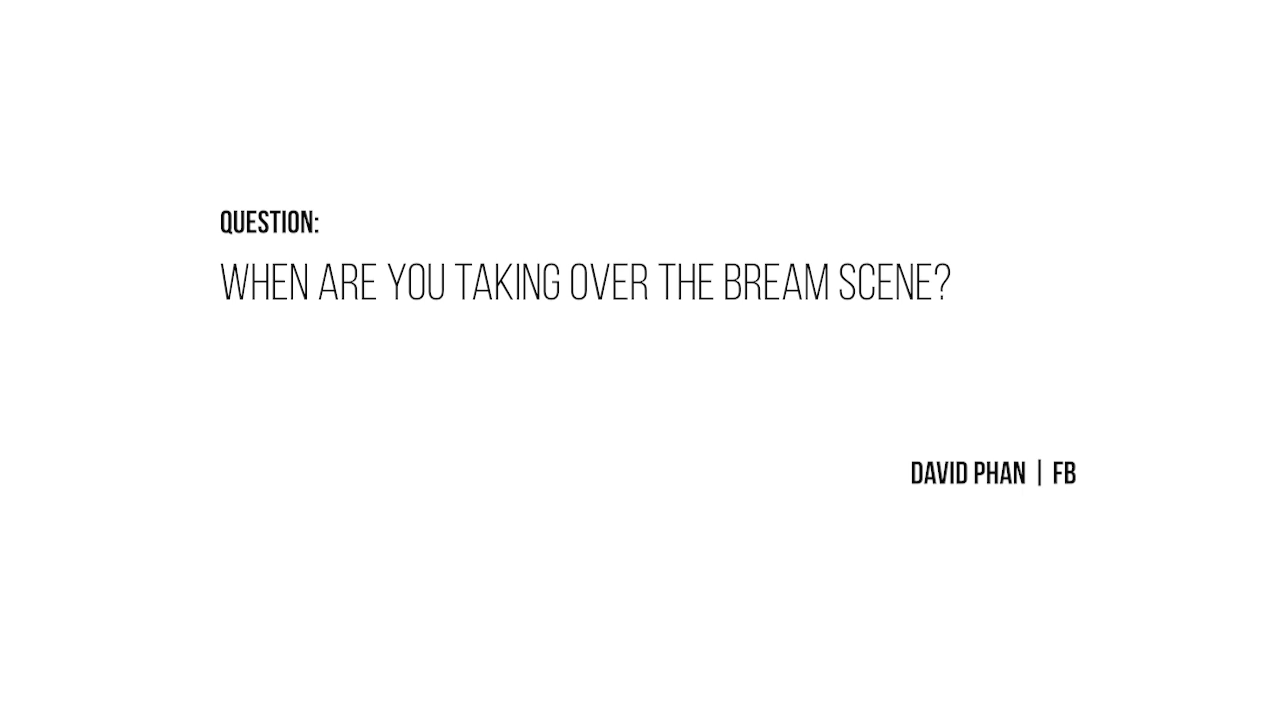 QUESTION:
WHEN ARE YOU TAKING OVER THE BREAM SCENE?
DAVID PHAN | FB